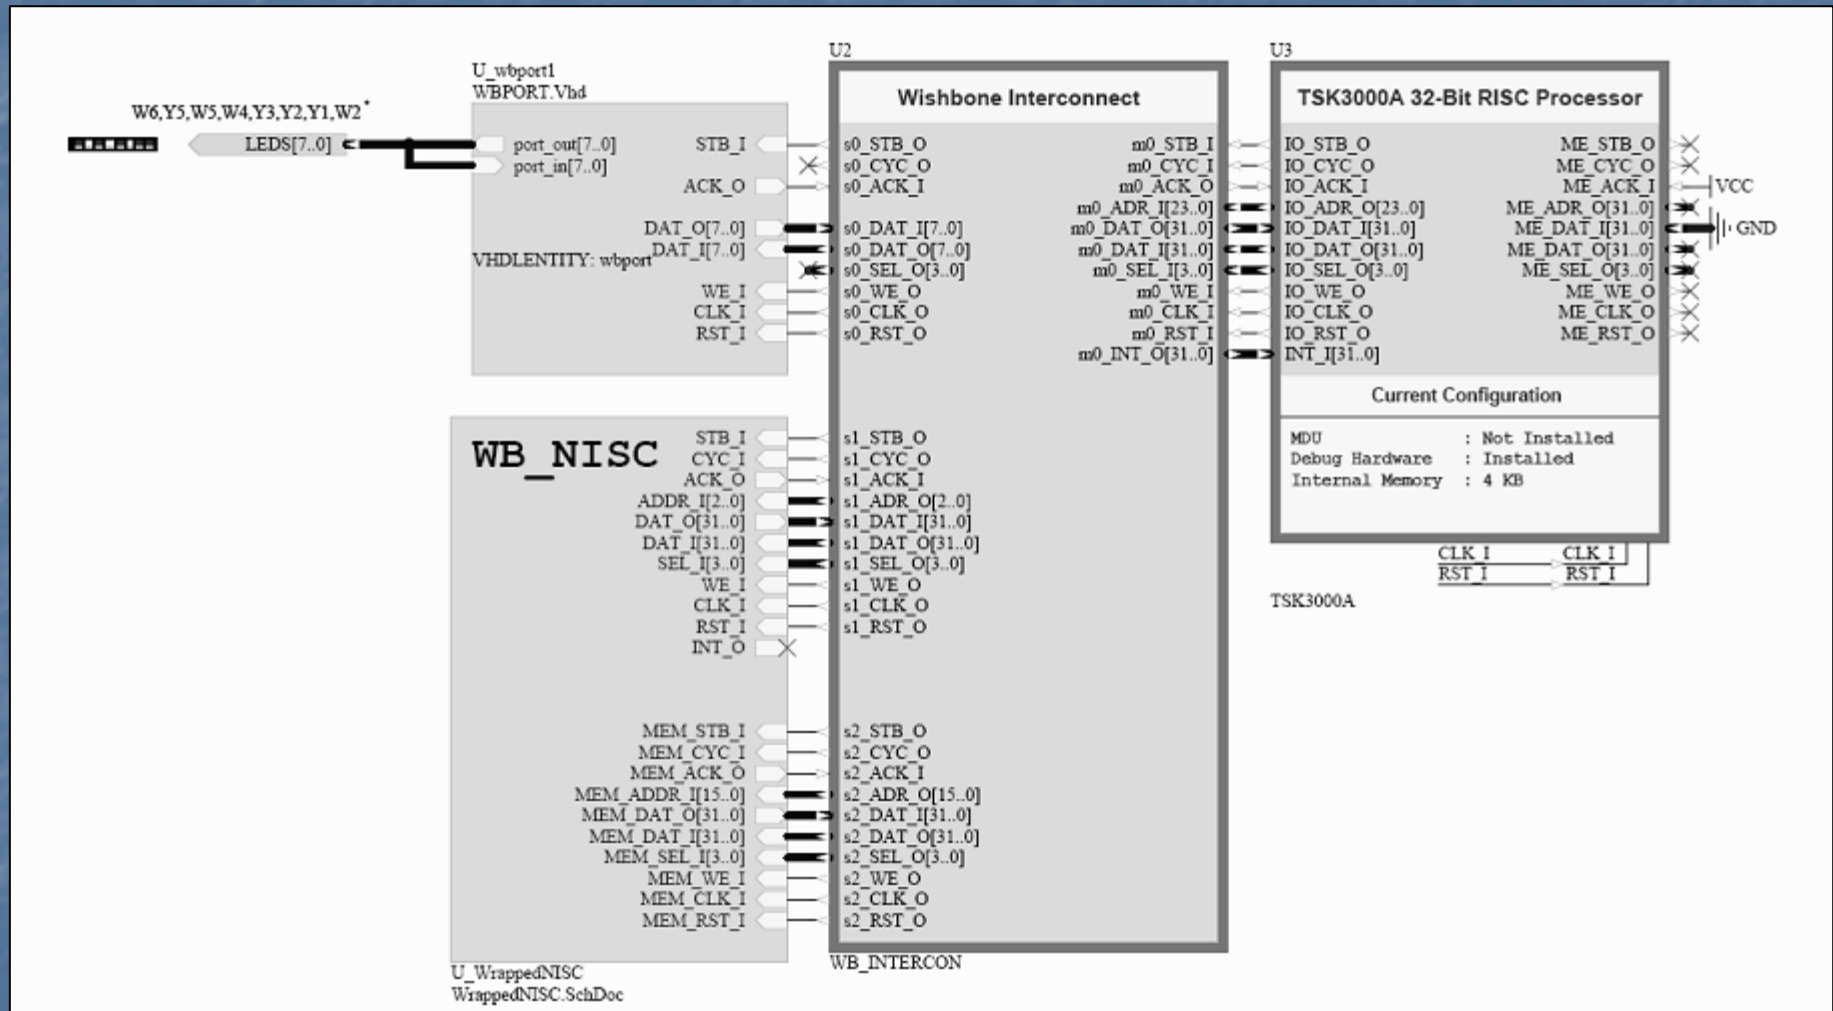 W6,Y5,W5,W4,Y3,Y2,Y1,W2*
LEDS[7..0]
U_wbport1
WBPORT.Vhd
port_out[7..0]
port_in[7..0]
STB_I
ACK_O
DAT_O[7..0]
DAT_I[7..0]
VHDLENTITY: wbport
WE_I
CLK_I
RST_I
WB_NISC
STB_I
CYC_I
ACK_O
ADDR_I[2..0]
DAT_O[31..0]
DAT_I[31..0]
SEL_I[3..0]
WE_I
CLK_I
RST_I
INT_O
MEM_STB_I
MEM_CYC_I
MEM_ACK_O
MEM_ADDR_I[15..0]
MEM_DAT_O[31..0]
MEM_DAT_I[31..0]
MEM_SEL_I[3..0]
MEM_WE_I
MEM_CLK_I
MEM_RST_I
U_WrappedNISC
WrappedNISC.SchDoc
U2
Wishbone Interconnect
s0_STB_O
s0_CYC_O
s0_ACK_I
s0_DAT_I[7..0]
s0_DAT_O[7..0]
s0_SEL_O[3..0]
s0_WE_O
s0_CLK_O
s0_RST_O
s1_STB_O
s1_CYC_O
s1_ACK_I
s1_ADR_O[2..0]
s1_DAT_I[31..0]
s1_DAT_O[31..0]
s1_SEL_O[3..0]
s1_WE_O
s1_CLK_O
s1_RST_O
s2_STB_O
s2_CYC_O
s2_ACK_I
s2_ADR_O[15..0]
s2_DAT_I[31..0]
s2_DAT_O[31..0]
s2_SEL_O[3..0]
s2_WE_O
s2_CLK_O
s2_RST_O
m0_STB_I
m0_CYC_I
m0_ACK_O
m0_ADR_I[23..0]
m0_DAT_O[31..0]
m0_DAT_I[31..0]
m0_SEL_I[3..0]
m0_WE_I
m0_CLK_I
m0_RST_I
m0_INT_O[31..0]
WB_INTERCON
U3
TSK3000A 32-Bit RISC Processor
IO_STB_O
IO_CYC_O
IO_ACK_I
IO_ADR_O[23..0]
IO_DAT_I[31..0]
IO_DAT_O[31..0]
IO_SEL_O[3..0]
IO_WE_O
IO_CLK_O
IO_RST_O
INT_I[31..0]
ME_STB_O
ME_CYC_O
ME_ACK_I
ME_ADR_O[31..0]
ME_DAT_I[31..0]
ME_DAT_O[31..0]
ME_SEL_O[3..0]
ME_WE_O
ME_CLK_O
ME_RST_O
VCC
GND
Current Configuration
MDU : Not Installed
Debug Hardware : Installed
Internal Memory : 4 KB
CLK_I CLK_I
RST_I RST_I
TSK3000A